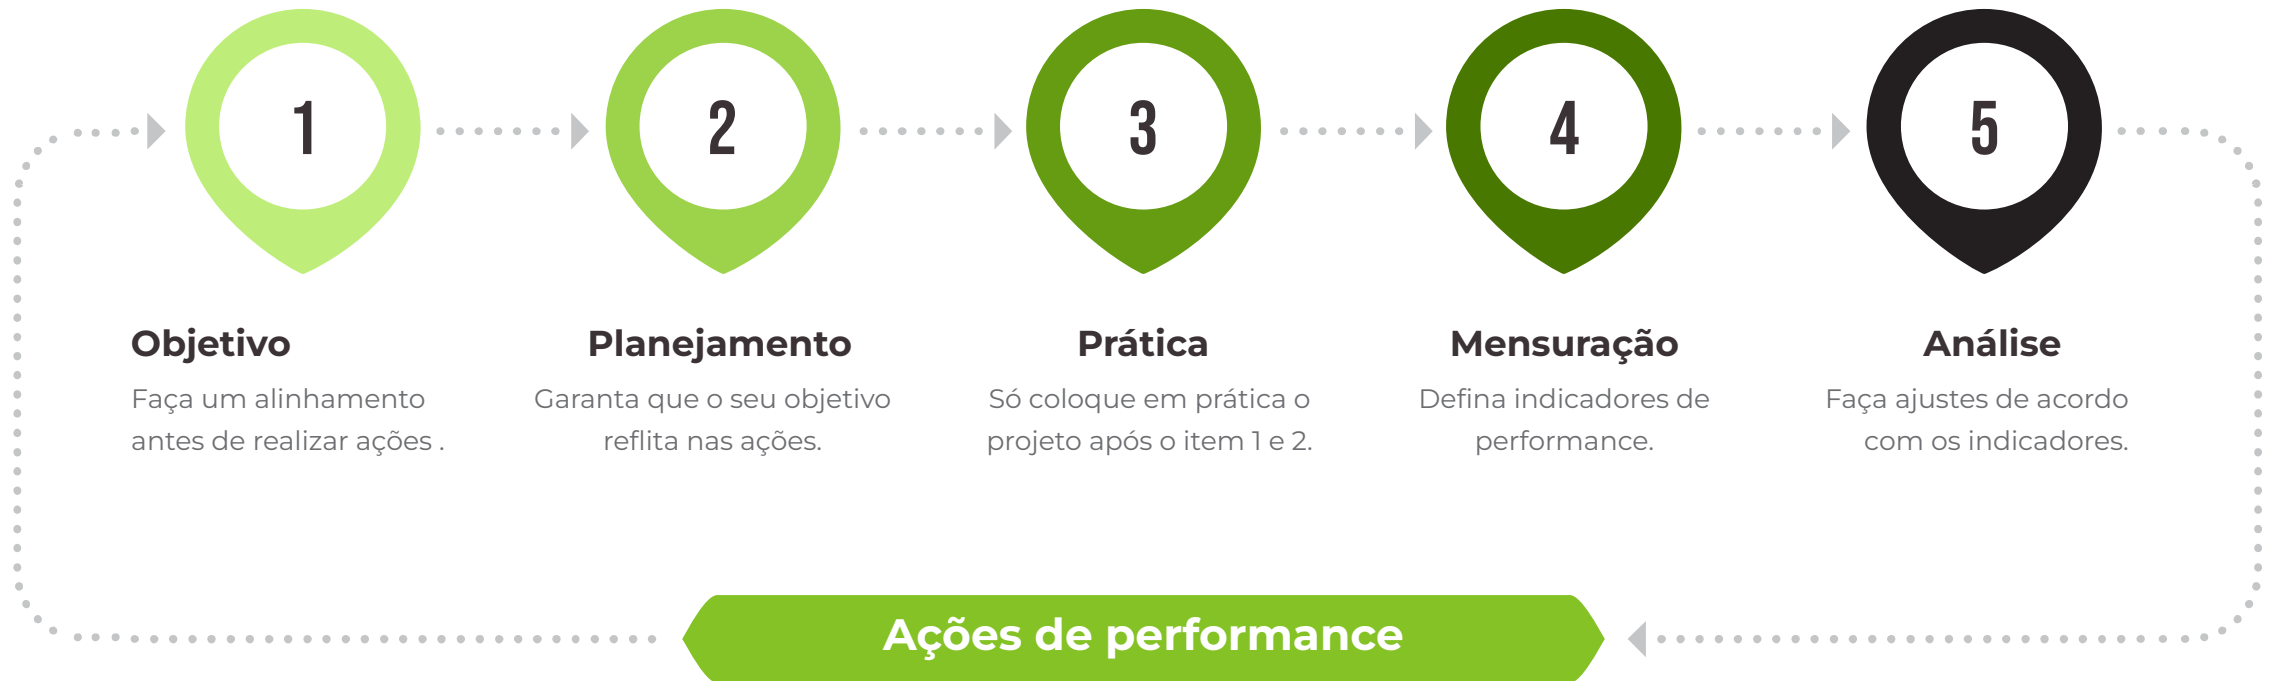 1
2
3
4
5
Objetivo
Faça um alinhamento
antes de realizar ações .
Planejamento
Garanta que o seu objetivo
reflita nas ações.
Prática
Só coloque em prática o
projeto após o item 1 e 2.
Mensuração
Defina indicadores de
performance.
Análise
Faça ajustes de acordo
com os indicadores.
Ações de performance